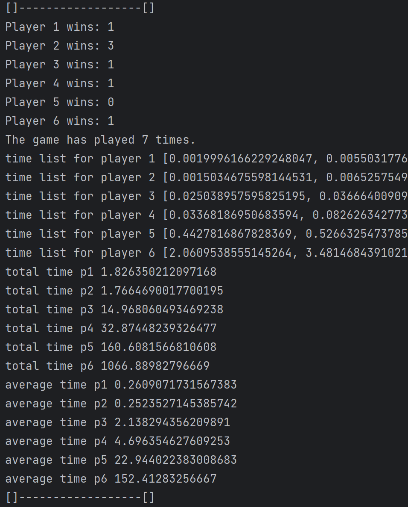 []------------------[]
Player 1 wins: 1
Player 2 wins: 3
Player 3 wins: 1
Player 4 wins: 1
Player 5 wins: 0
Player 6 wins: 1
The game has played 7 times.
time list for player 1 [0.0019996166229248047, 0.0055031776
time list for player 2 [0.0015034675598144531, 0.0065257549
time list for player 3 [0.025038957595825195, 0.03666400909
time list for player 4 [0.03368186950683594, 0.082626342773
time list for player 5 [0.4427816867828369, 0.5266325473785
time list for player 6 [2.0609538555145264, 3.4814684391021
total time p1 1.826350212097168
total time p2 1.7664690017700195
total time p3 14.968060493469238
total time p4 32.87448239326477
total time p5 160.6081566810608
total time p6 1066.88982796669
average time p1 0.2609071731567383
average time p2 0.2523527145385742
average time p3 2.138294356209891
average time p4 4.696354627609253
average time p5 22.944022383008683
average time p6 152.41283256667
[]------------------[]